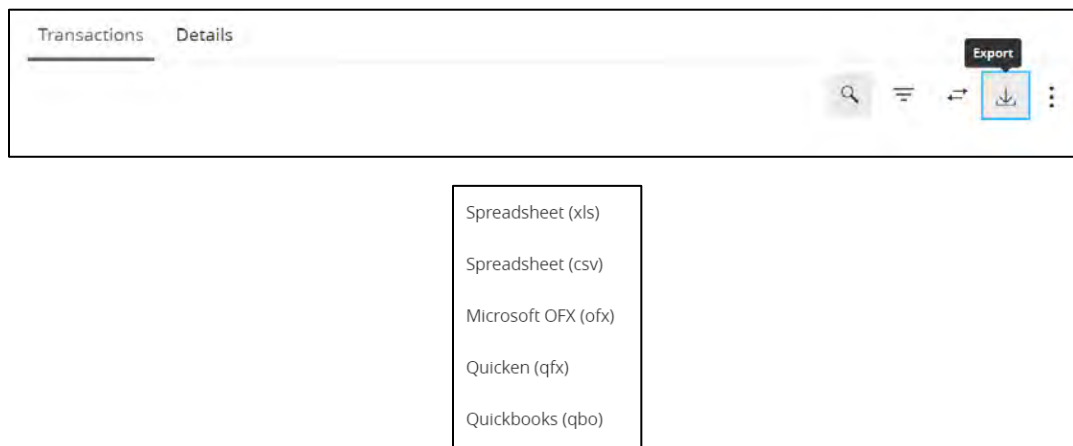 Transactions Details
Export
Spreadsheet (xls)
Spreadsheet (csv)
Microsoft OFX (ofx)
Quicken (qfx)
Quickbooks (qbo)